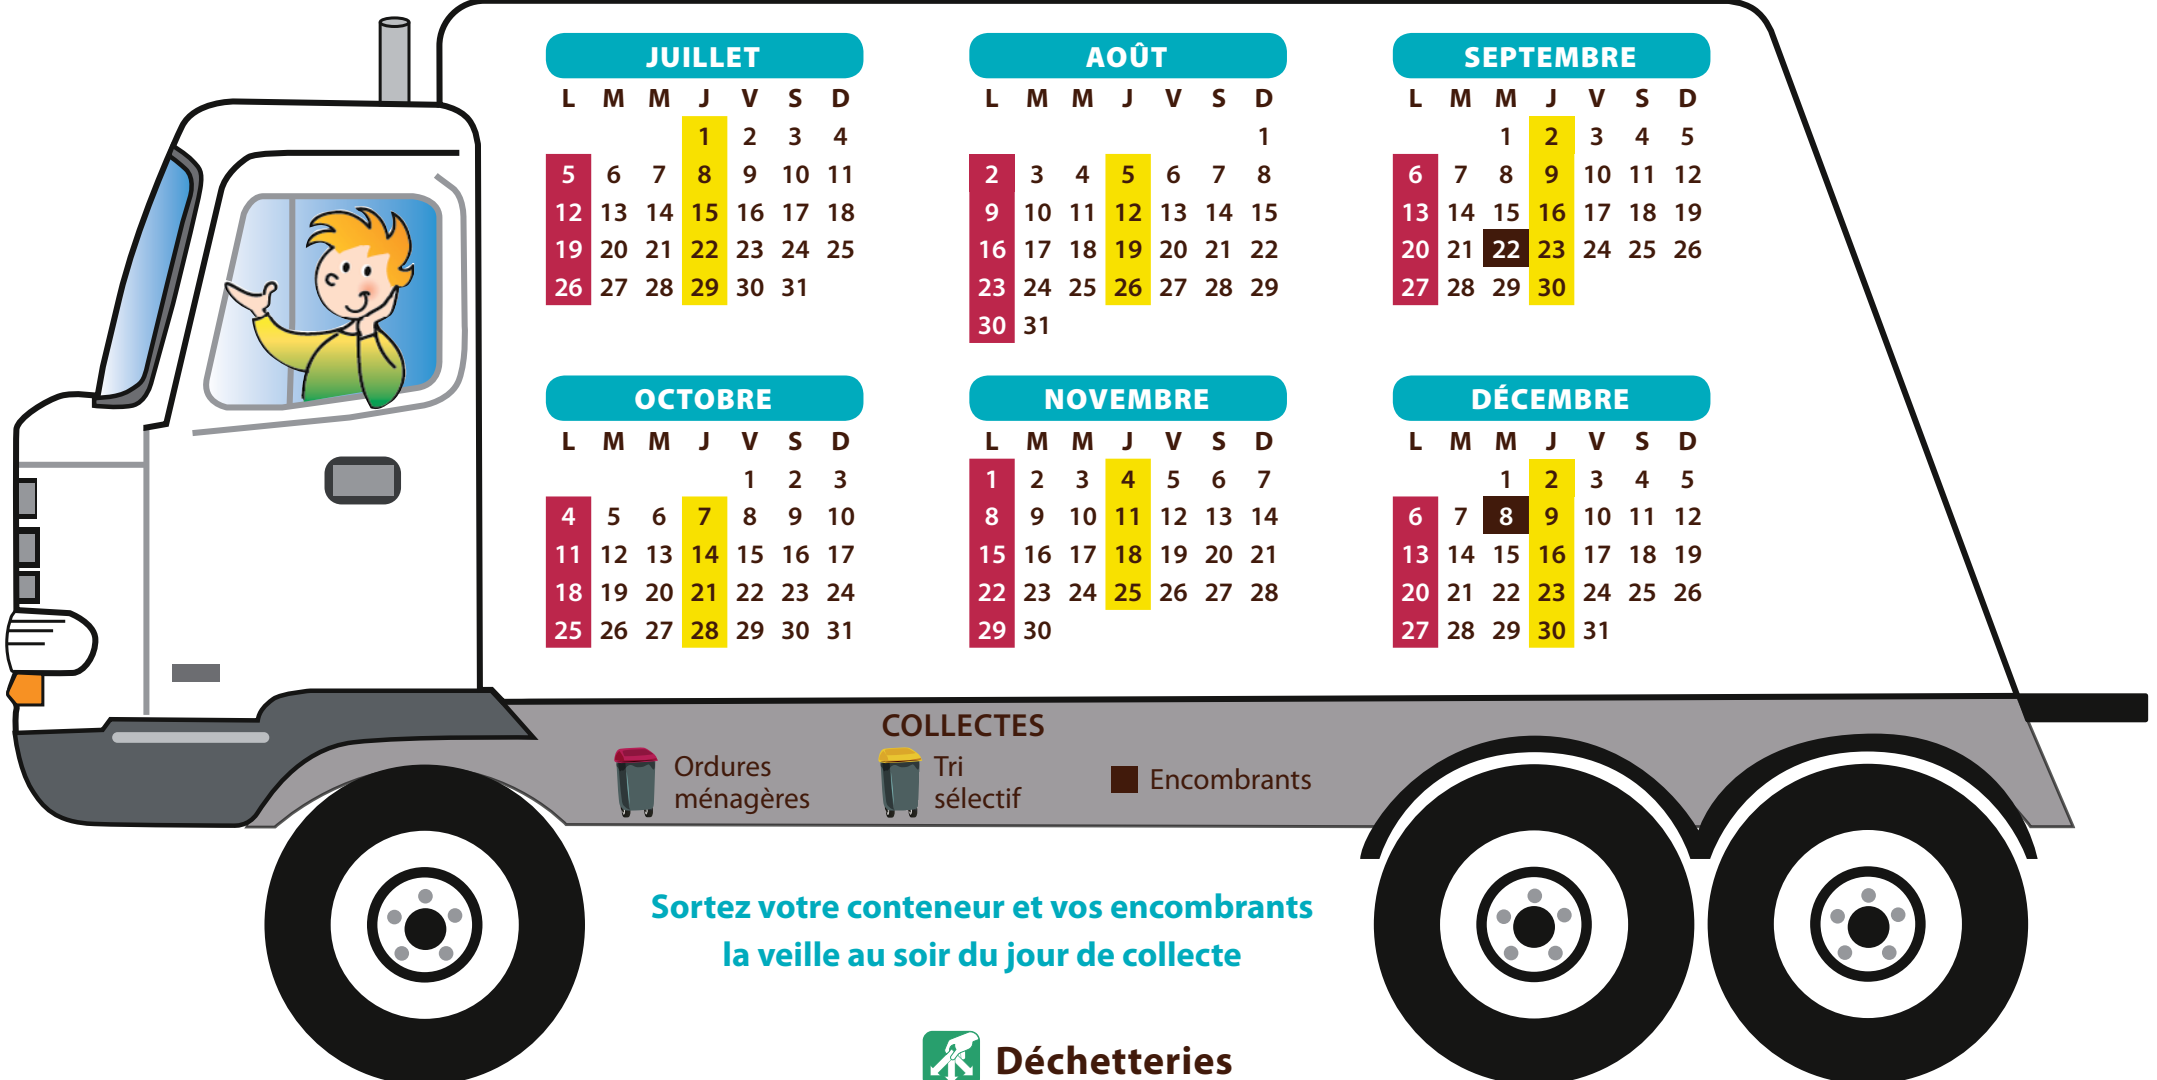 JUILLET
L M M J V S D
1 2 3 4
5 6 7 8 9 10 11
12 13 14 15 16 17 18
19 20 21 22 23 24 25
26 27 28 29 30 31
AOÛT
L M M J V S D
1
2 3 4 5 6 7 8
9 10 11 12 13 14 15
16 17 18 19 20 21 22
23 24 25 26 27 28 29
30 31
SEPTEMBRE
L M M J V S D
1 2 3 4 5
6 7 8 9 10 11 12
13 14 15 16 17 18 19
20 21 22 23 24 25 26
27 28 29 30
OCTOBRE
L M M J V S D
1 2 3
4 5 6 7 8 9 10
11 12 13 14 15 16 17
18 19 20 21 22 23 24
25 26 27 28 29 30 31
NOVEMBRE
L M M J V S D
1 2 3 4 5 6 7
8 9 10 11 12 13 14
15 16 17 18 19 20 21
22 23 24 25 26 27 28
29 30
DÉCEMBRE
L M M J V S D
1 2 3 4 5
6 7 8 9 10 11 12
13 14 15 16 17 18 19
20 21 22 23 24 25 26
27 28 29 30 31
COLLECTES
Ordures
ménagères
Tri
sélectif
Encombrants
Sortez votre conteneur et vos encombrants
la veille au soir du jour de collecte
Déchetteries